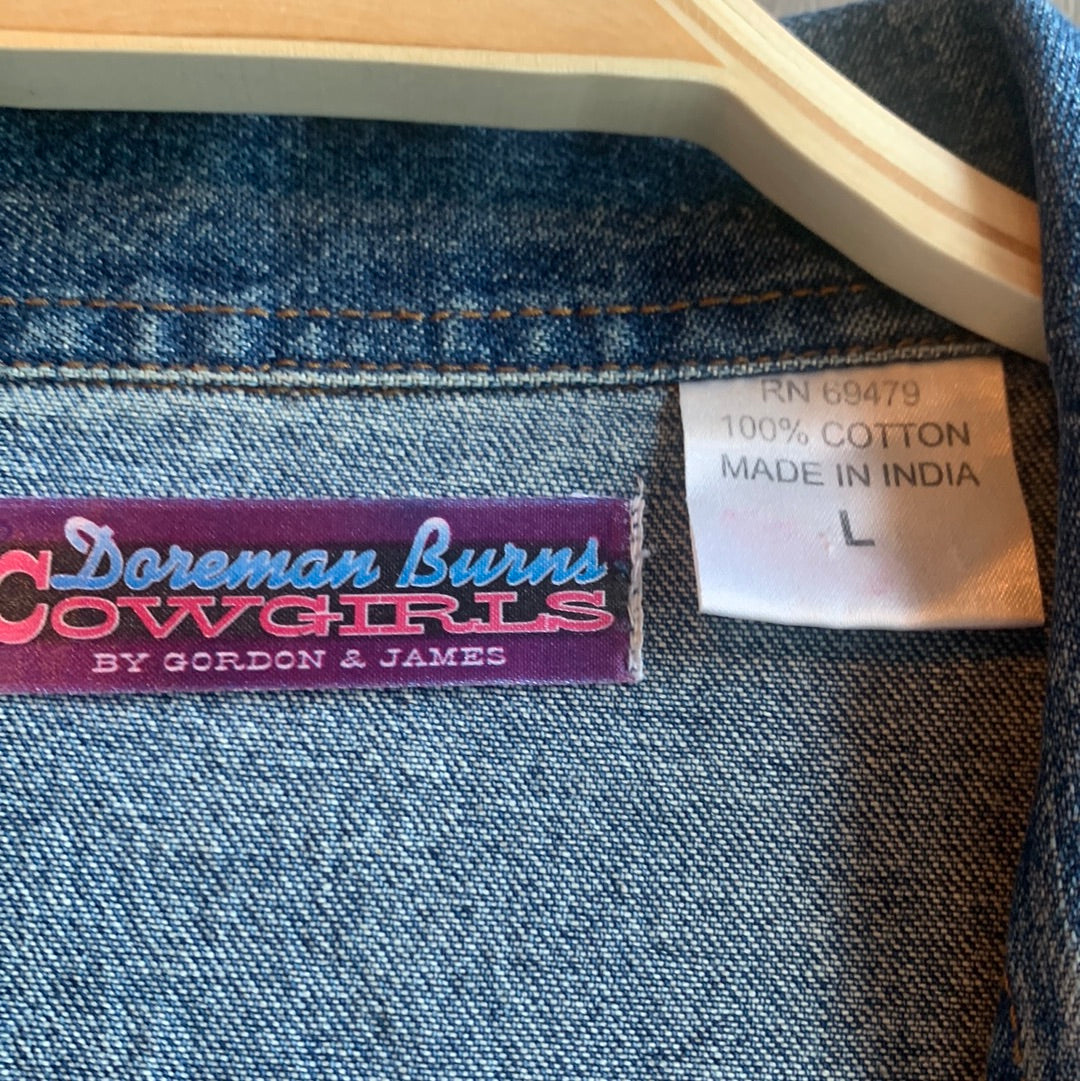 Doreman Burns
COWGIRLS
BY GORDON & JAMES
RN 69479
100% COTTON
MADE IN INDIA
L